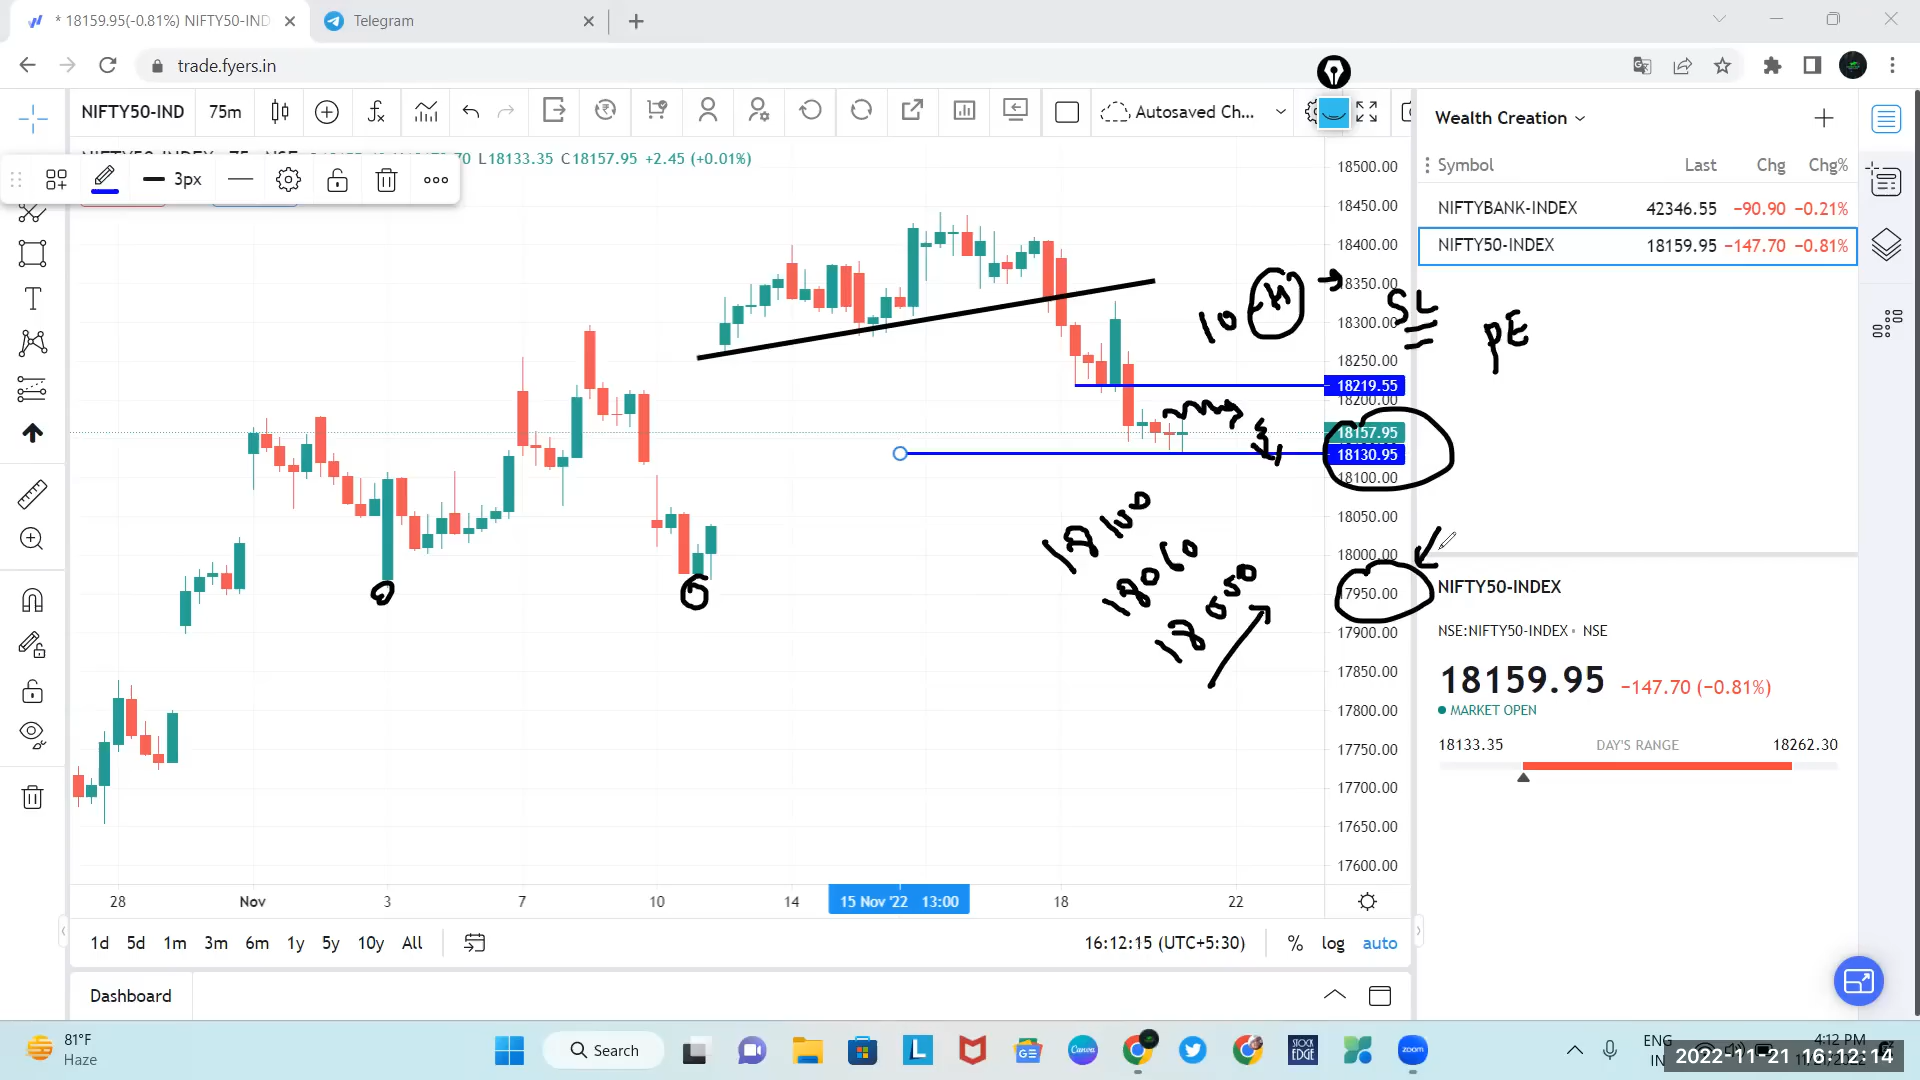 * 18159.95(-0.81%) NIFTY50-IND
Telegram
trade.fyers.in
NIFTY50-IND 75m
Autosaved Ch...
Wealth Creation
L18133.35 C18157.95 +2.45 (+0.01%)
3px
Symbol Last Chg Chg%
NIFTYBANK-INDEX 42346.55 −90.90 −0.21%
NIFTY50-INDEX 18159.95 −147.70 −0.81%
18500.00
18450.00
18400.00
18350.00
18300.00
18250.00
18219.55
18200.00
18157.95
18130.95
18100.00
18050.00
18000.00
17950.00
17900.00
17850.00
17800.00
17750.00
17700.00
17650.00
17600.00
10
SL
PE
18100
18060
18050
NIFTY50-INDEX
NSE:NIFTY50-INDEX • NSE
18159.95 −147.70 (−0.81%)
MARKET OPEN
18133.35 DAY'S RANGE 18262.30
28 Nov 3 7 10 14 15 Nov '22 13:00 18 22
1d 5d 1m 3m 6m 1y 5y 10y All
16:12:15 (UTC+5:30) % log auto
Dashboard
81°F
Haze
Search
L
GE
Canva
STOCK EDGE
zoom
ENG
IN
4:12 PM
2022-11-21 16:12:14